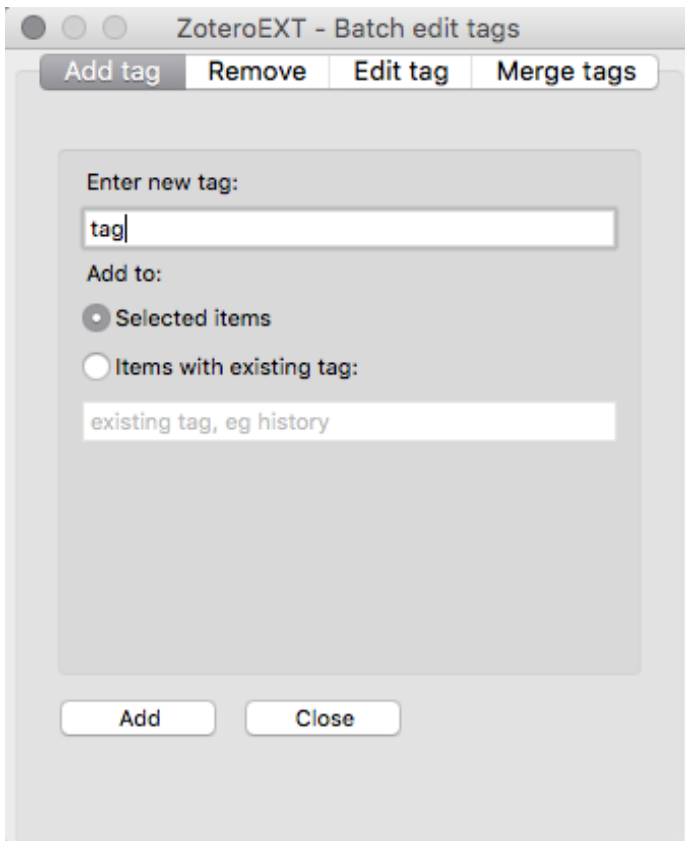 ZoteroEXT - Batch edit tags
Add tag Remove Edit tag Merge tags
Enter new tag:
tag
Add to:
Selected items
Items with existing tag:
existing tag, eg history
Add Close